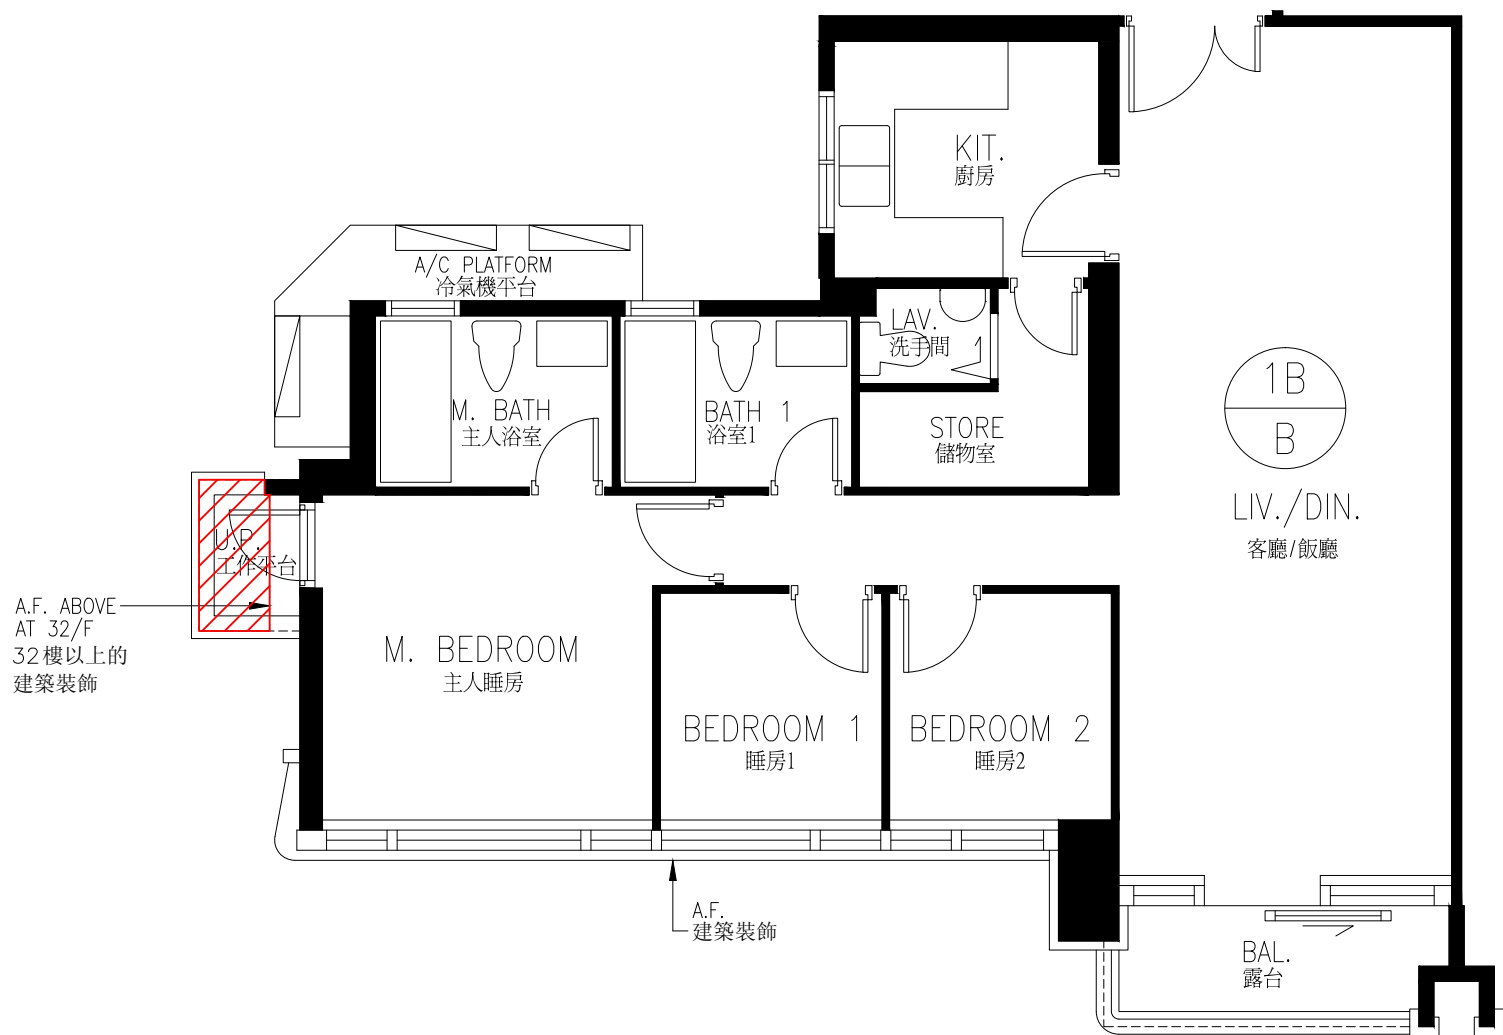 KIT.
廚房
A/C PLATFORM
冷氣機平台
LAV.
洗手間
1
M. BATH
主人浴室
BATH 1
浴室1
STORE
儲物室
1B
B
LIV./DIN.
客廳/飯廳
U.P.
工作平台
A.F. ABOVE
AT 32/F
32樓以上的
建築裝飾
M. BEDROOM
主人睡房
BEDROOM 1
睡房1
BEDROOM 2
睡房2
A.F.
建築裝飾
BAL.
露台